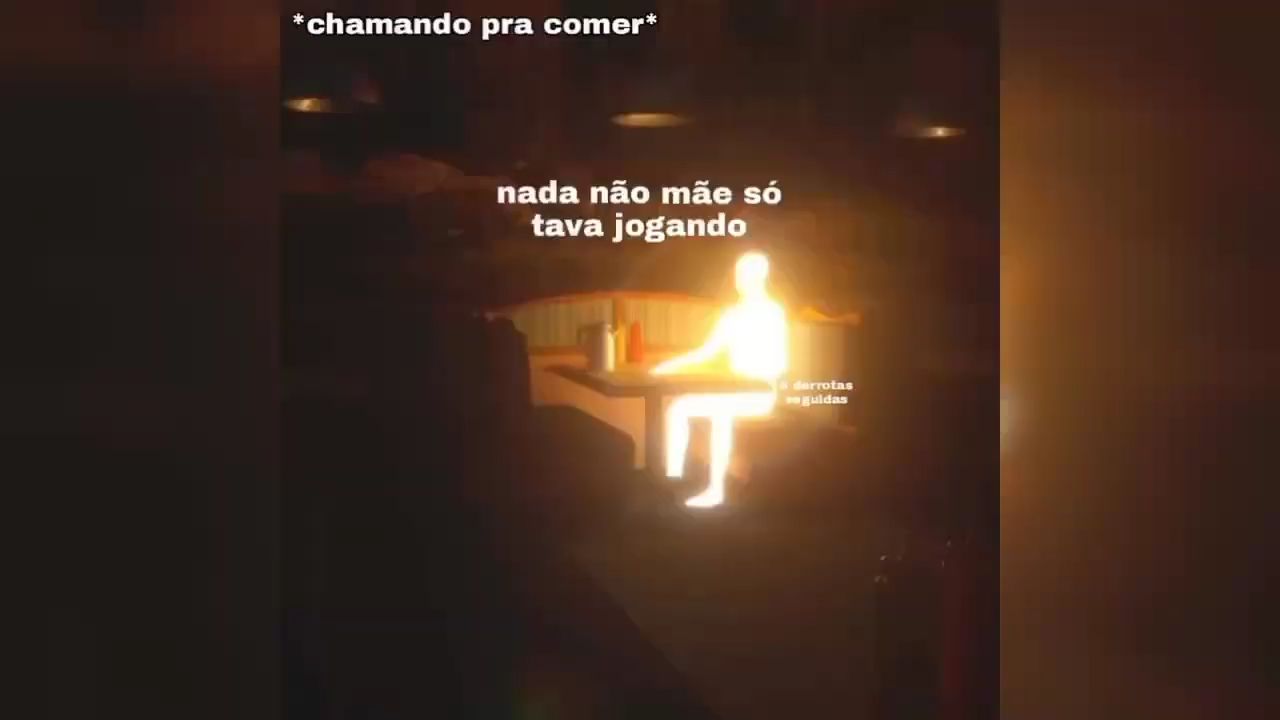 *chamando pra comer*
nada não mãe só
tava jogando
derrotas
seguidas